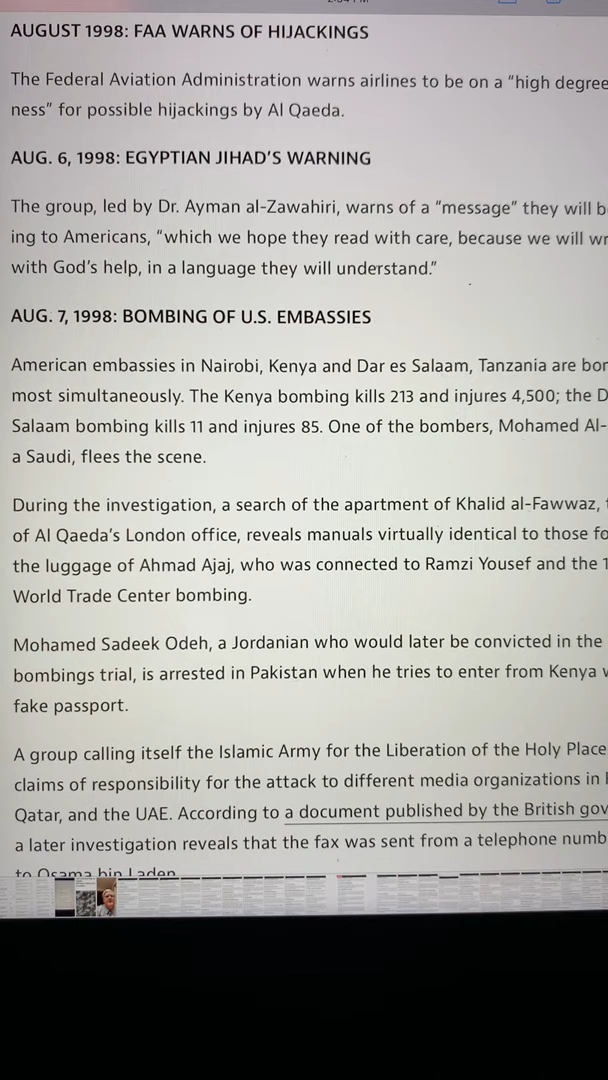 AUGUST 1998: FAA WARNS OF HIJACKINGS
The Federal Aviation Administration warns airlines to be on a “high degree
ness” for possible hijackings by Al Qaeda.
AUG. 6, 1998: EGYPTIAN JIHAD’S WARNING
The group, led by Dr. Ayman al-Zawahiri, warns of a “message” they will b
ing to Americans, “which we hope they read with care, because we will wr
with God’s help, in a language they will understand.”
AUG. 7, 1998: BOMBING OF U.S. EMBASSIES
American embassies in Nairobi, Kenya and Dar es Salaam, Tanzania are bo
most simultaneously. The Kenya bombing kills 213 and injures 4,500; the D
Salaam bombing kills 11 and injures 85. One of the bombers, Mohamed Al-
a Saudi, flees the scene.
During the investigation, a search of the apartment of Khalid al-Fawwaz,
of Al Qaeda’s London office, reveals manuals virtually identical to those fo
the luggage of Ahmad Ajaj, who was connected to Ramzi Yousef and the 1
World Trade Center bombing.
Mohamed Sadeek Odeh, a Jordanian who would later be convicted in the
bombings trial, is arrested in Pakistan when he tries to enter from Kenya
fake passport.
A group calling itself the Islamic Army for the Liberation of the Holy Place
claims of responsibility for the attack to different media organizations in
Qatar, and the UAE. According to a document published by the British gov
a later investigation reveals that the fax was sent from a telephone numb
to Osama bin Laden